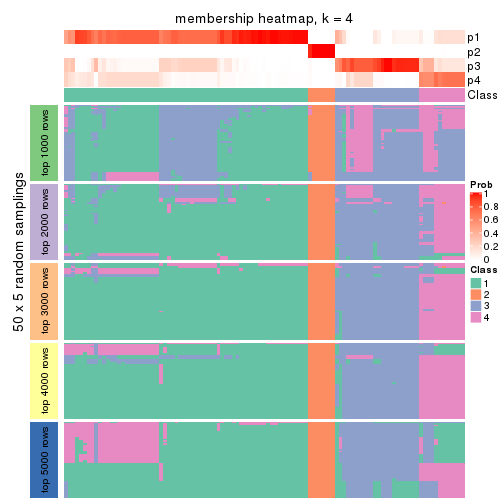 membership heatmap, k = 4
p1
p2
p3
p4
Class
50 x 5 random samplings
top 1000 rows
top 2000 rows
top 3000 rows
top 4000 rows
top 5000 rows
Prob
1
0.8
0.6
0.4
0.2
0
Class
1
2
3
4